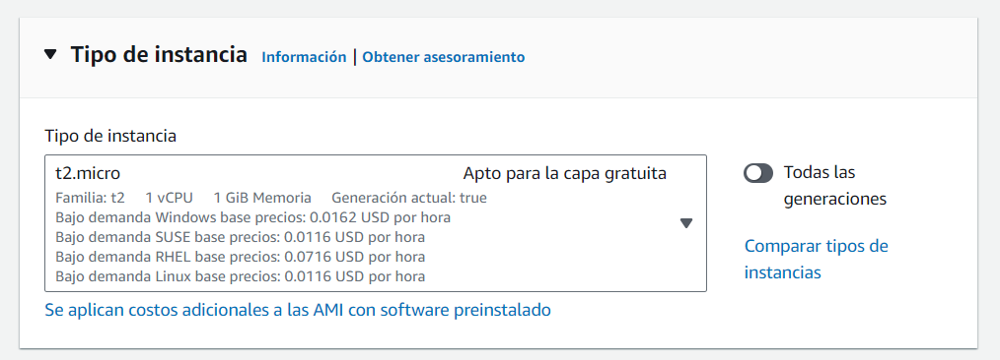 Tipo de instancia Información | Obtener asesoramiento
Tipo de instancia
t2.micro Apto para la capa gratuita
Familia: t2 1 vCPU 1 GiB Memoria Generación actual: true
Bajo demanda Windows base precios: 0.0162 USD por hora
Bajo demanda SUSE base precios: 0.0116 USD por hora
Bajo demanda RHEL base precios: 0.0716 USD por hora
Bajo demanda Linux base precios: 0.0116 USD por hora
Todas las
generaciones
Comparar tipos de
instancias
Se aplican costos adicionales a las AMI con software preinstalado